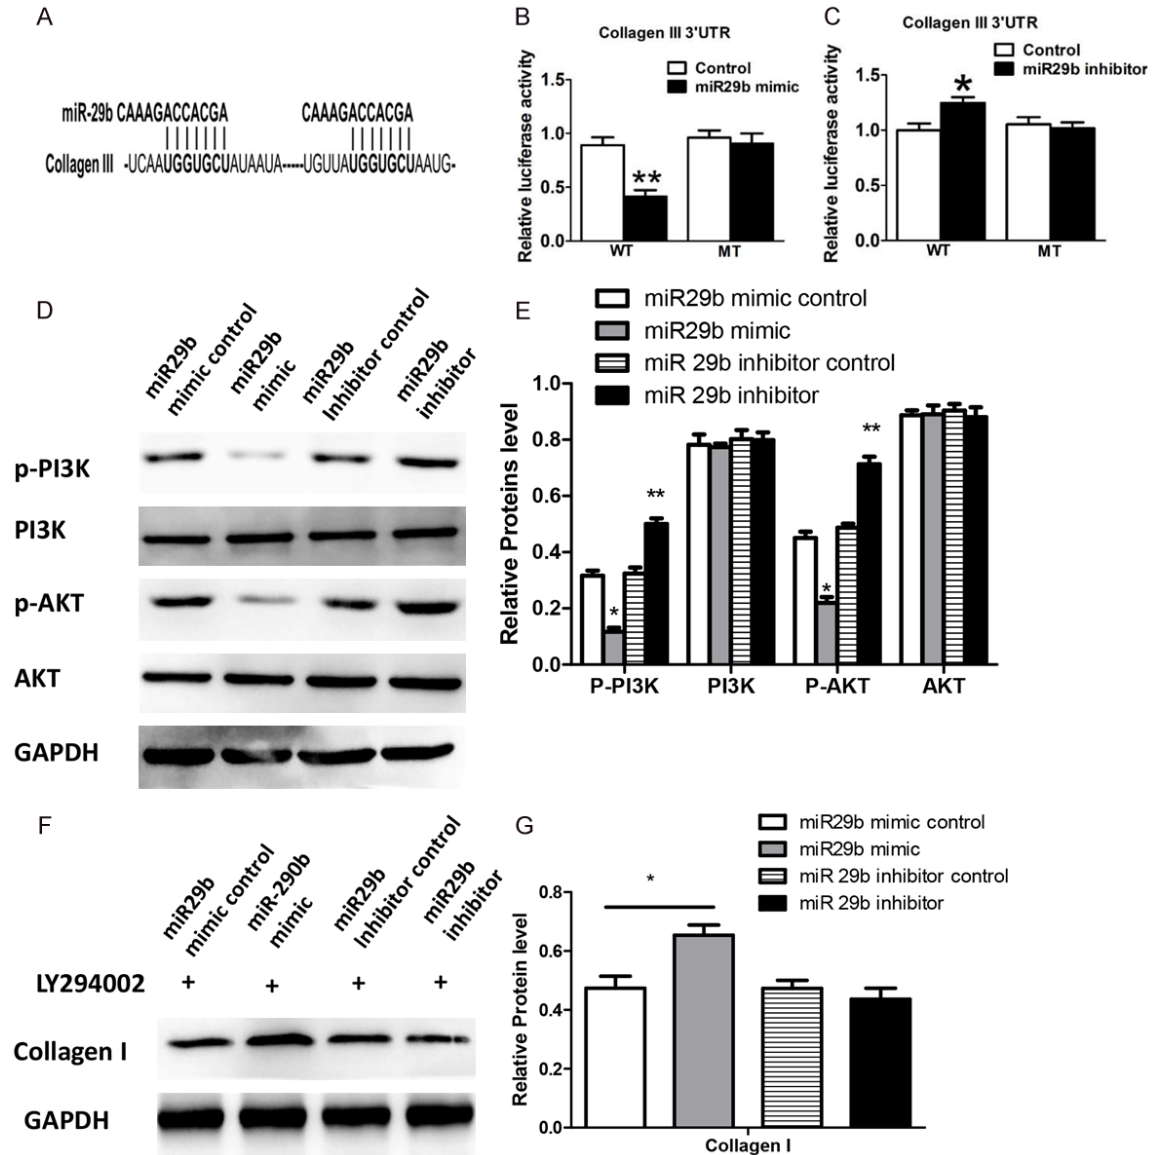 A
miR-29b CAAAGACCACGA CAAAGACCACGA
Collagen III -UCAAUGGUGCUAUAAUA-----UGUUAUGGUGCUAAUG-
B
Collagen III 3'UTR
Control
miR29b mimic
Relative luciferase activity
1.5
1.0
0.5
0.0
**
WT MT
C
Collagen III 3'UTR
Control
miR29b inhibitor
Relative luciferase activity
1.5
1.0
0.5
0.0
*
WT MT
D
miR29b
mimic control
miR29b
mimic
miR29b
Inhibitor control
miR29b
inhibitor
p-PI3K
PI3K
p-AKT
AKT
GAPDH
E
miR29b mimic control
miR29b mimic
miR 29b inhibitor control
miR 29b inhibitor
Relative Proteins level
1.0
0.8
0.6
0.4
0.2
0.0
* ** * **
P-PI3K PI3K P-AKT AKT
F
miR29b
mimic control
miR-290b
mimic
miR29b
Inhibitor control
miR29b
inhibitor
LY294002 + + + +
Collagen I
GAPDH
G
miR29b mimic control
miR29b mimic
miR 29b inhibitor control
miR 29b inhibitor
Relative Protein level
0.8
0.6
0.4
0.2
0.0
*
Collagen I